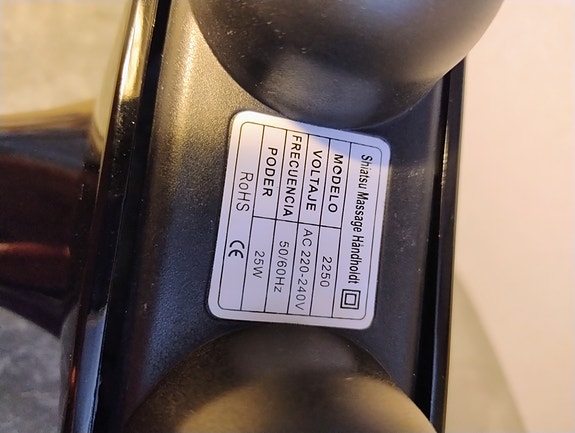 Shiatsu Massage Handholdt
MODELO 2250
VOLTAJE AC 220-240V
FRECUENCIA 50/60Hz
PODER 25W
RoHS CE